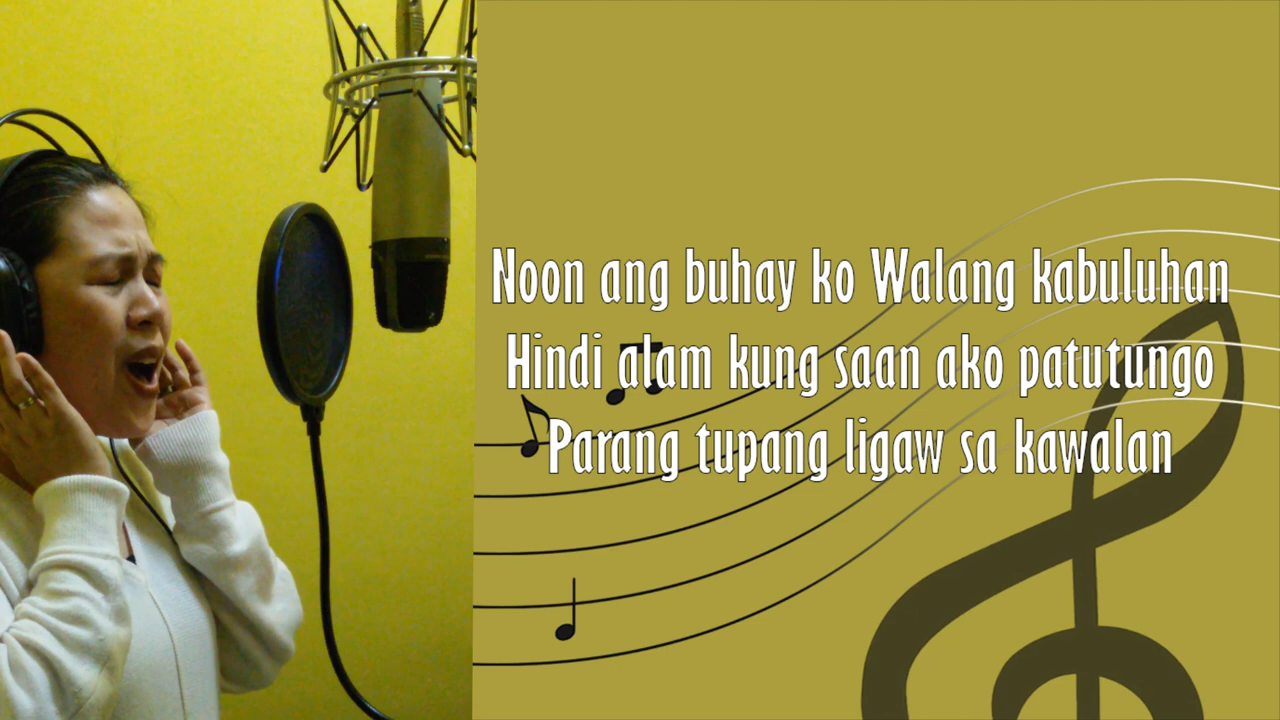 Noon ang buhay ko Walang kabuluhan
Hindi alam kung saan ako patutungo
Parang tupang ligaw sa kawalan